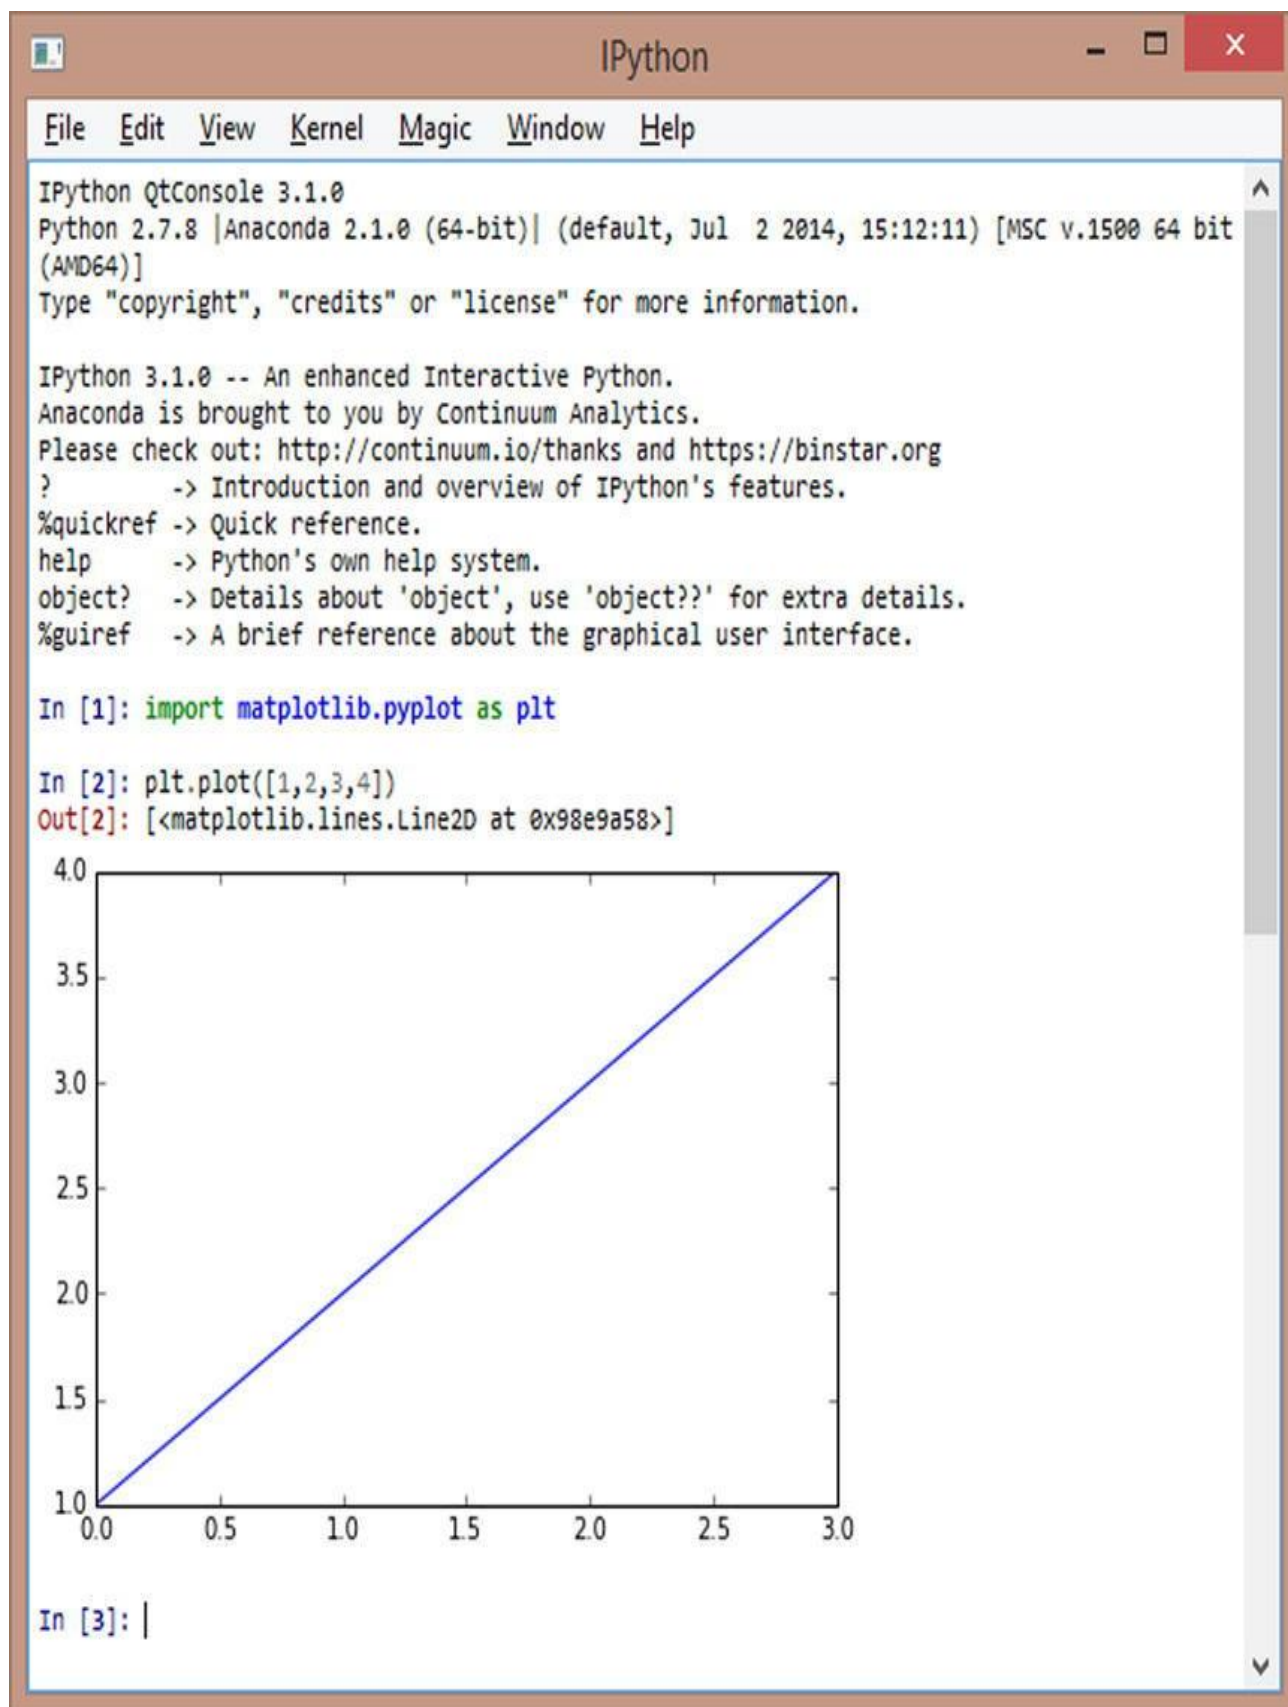 IPython
File Edit View Kernel Magic Window Help
IPython QtConsole 3.1.0
Python 2.7.8 |Anaconda 2.1.0 (64-bit)| (default, Jul  2 2014, 15:12:11) [MSC v.1500 64 bit
(AMD64)]
Type "copyright", "credits" or "license" for more information.
IPython 3.1.0 -- An enhanced Interactive Python.
Anaconda is brought to you by Continuum Analytics.
Please check out: http://continuum.io/thanks and https://binstar.org
?         -> Introduction and overview of IPython's features.
%quickref -> Quick reference.
help      -> Python's own help system.
object?   -> Details about 'object', use 'object??' for extra details.
%guiref   -> A brief reference about the graphical user interface.
In [1]: import matplotlib.pyplot as plt
In [2]: plt.plot([1,2,3,4])
Out[2]: [<matplotlib.lines.Line2D at 0x98e9a58>]
4.0
3.5
3.0
2.5
2.0
1.5
1.0
0.0 0.5 1.0 1.5 2.0 2.5 3.0
In [3]: